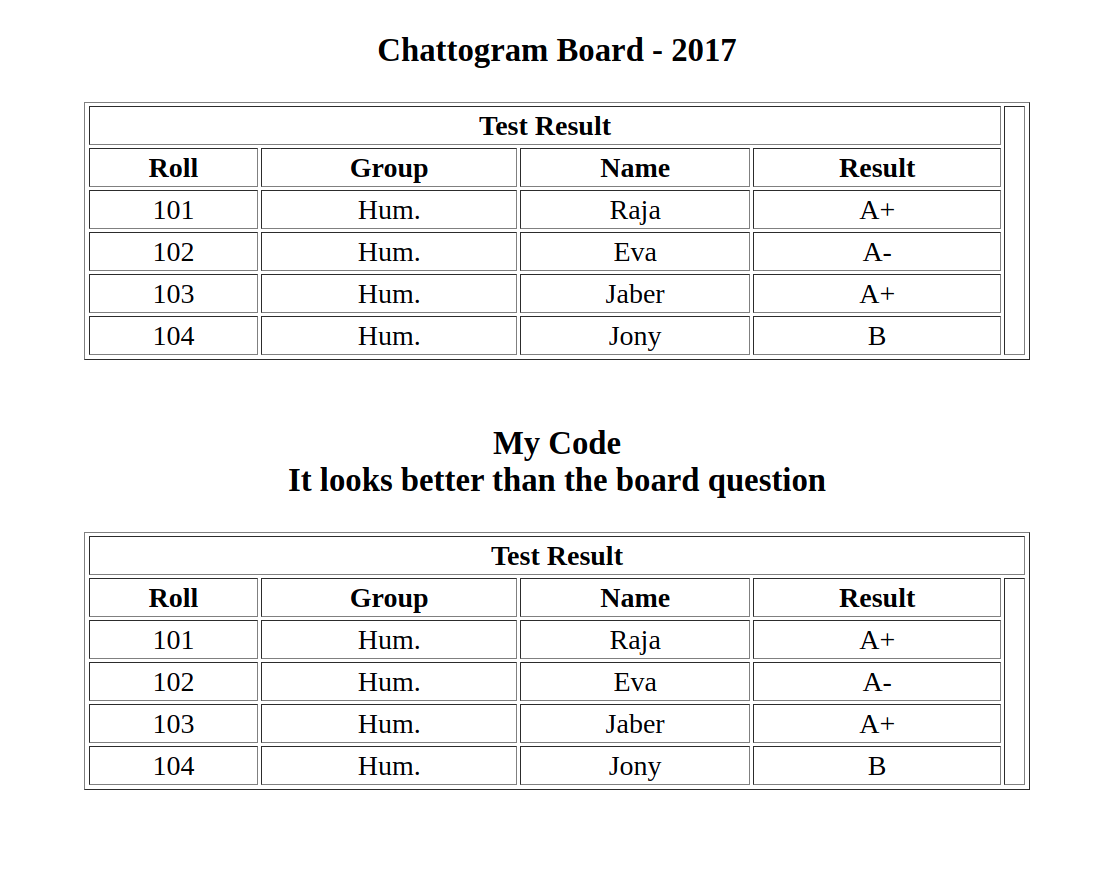 Chattogram Board - 2017
Test Result
Roll Group Name Result
101 Hum. Raja A+
102 Hum. Eva A-
103 Hum. Jaber A+
104 Hum. Jony B
My Code
It looks better than the board question
Test Result
Roll Group Name Result
101 Hum. Raja A+
102 Hum. Eva A-
103 Hum. Jaber A+
104 Hum. Jony B